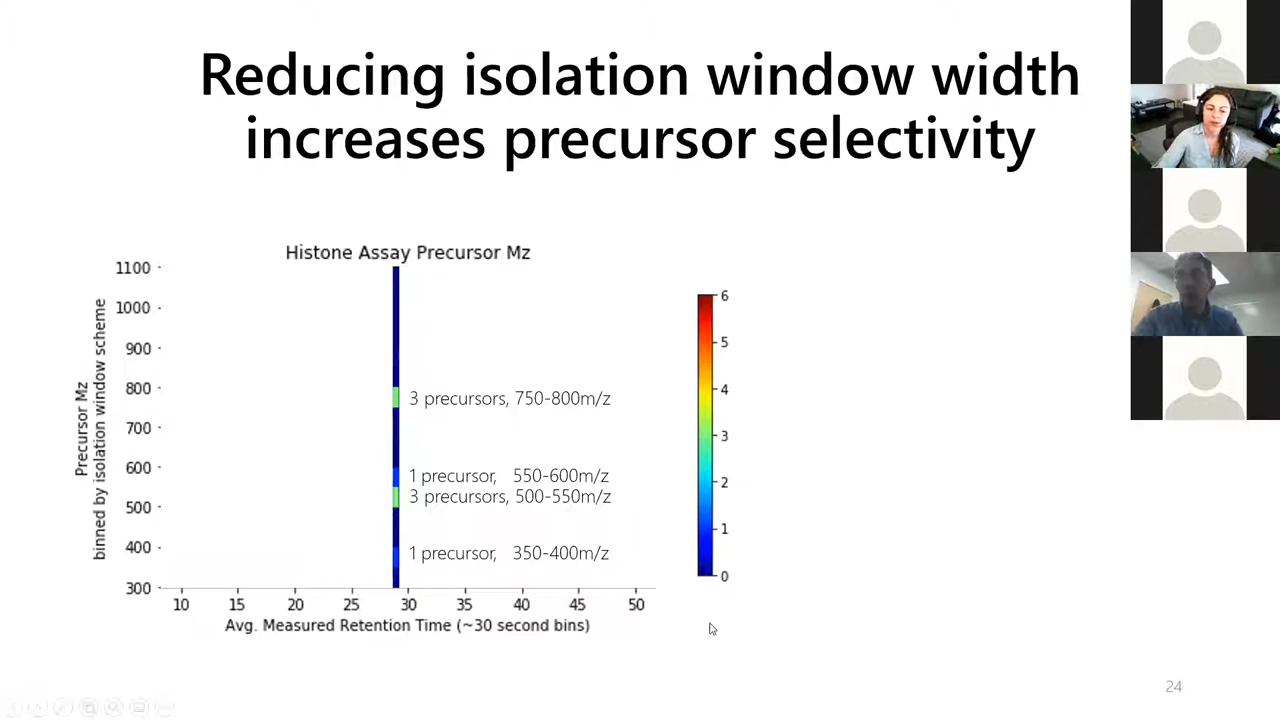 Reducing isolation window width
increases precursor selectivity
Histone Assay Precursor Mz
Precursor Mz
binned by isolation window scheme
1100
1000
900
800
700
600
500
400
300
3 precursors, 750-800m/z
1 precursor, 550-600m/z
3 precursors, 500-550m/z
1 precursor, 350-400m/z
10 15 20 25 30 35 40 45 50
Avg. Measured Retention Time (~30 second bins)
6
5
4
3
2
1
0
24